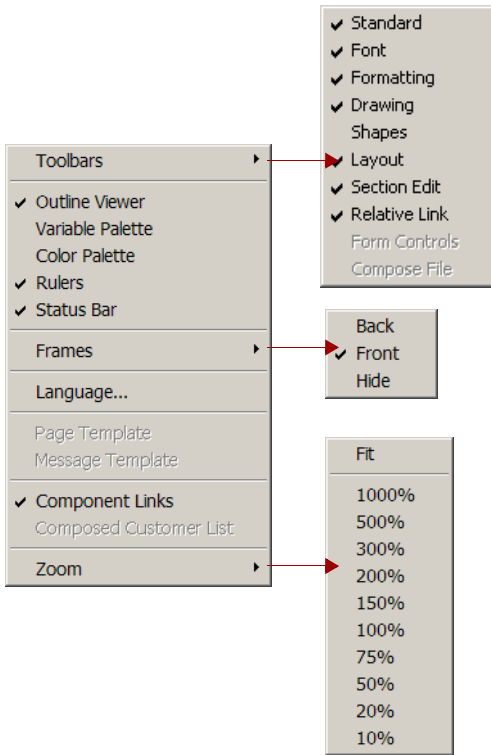 Toolbars
Outline Viewer
Variable Palette
Color Palette
Rulers
Status Bar
Frames
Language...
Page Template
Message Template
Component Links
Composed Customer List
Zoom
Standard
Font
Formatting
Drawing
Shapes
Layout
Section Edit
Relative Link
Form Controls
Compose File
Back
Front
Hide
Fit
1000%
500%
300%
200%
150%
100%
75%
50%
20%
10%